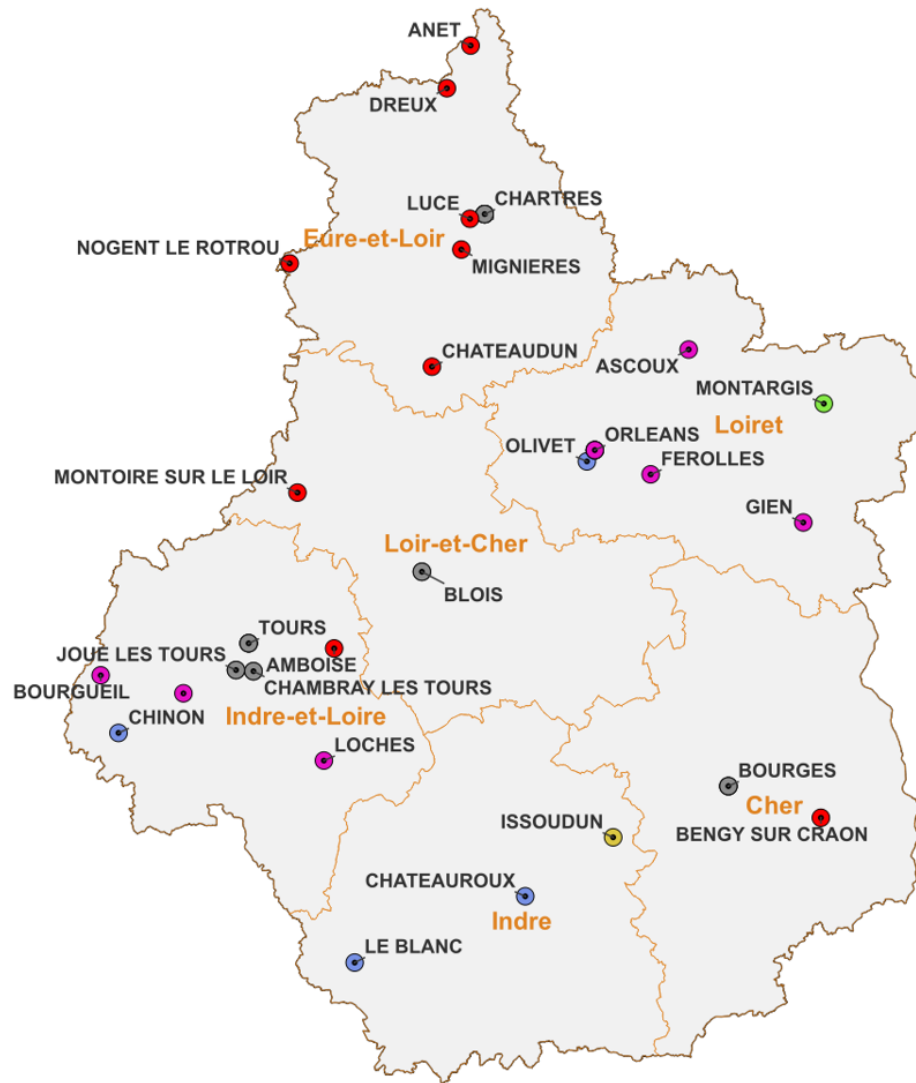 ANET
DREUX
LUCE
CHARTRES
Eure-et-Loir
NOGENT LE ROTROU
MIGNIERES
CHATEAUDUN
ASCOUX
MONTARGIS
Loiret
OLIVET
ORLEANS
FEROLLES
MONTOIRE SUR LE LOIR
GIEN
Loir-et-Cher
BLOIS
TOURS
JOUE LES TOURS
AMBOISE
CHAMBRAY LES TOURS
BOURGUEIL
Indre-et-Loire
CHINON
LOCHES
BOURGES
Cher
ISSOUDUN
BENGY SUR CRAON
CHATEAUROUX
Indre
LE BLANC